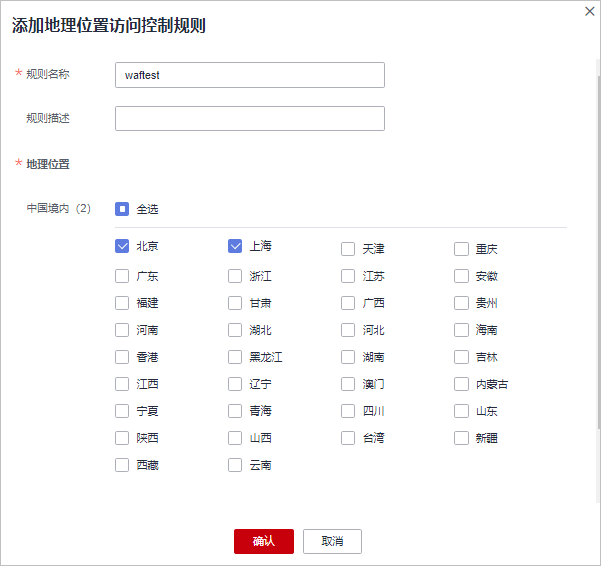 添加地理位置访问控制规则
* 规则名称 waftest
规则描述
* 地理位置
中国境内（2） 全选
北京 上海 天津 重庆
广东 浙江 江苏 安徽
福建 甘肃 广西 贵州
河南 湖北 河北 海南
香港 黑龙江 湖南 吉林
江西 辽宁 澳门 内蒙古
宁夏 青海 四川 山东
陕西 山西 台湾 新疆
西藏 云南
确认 取消